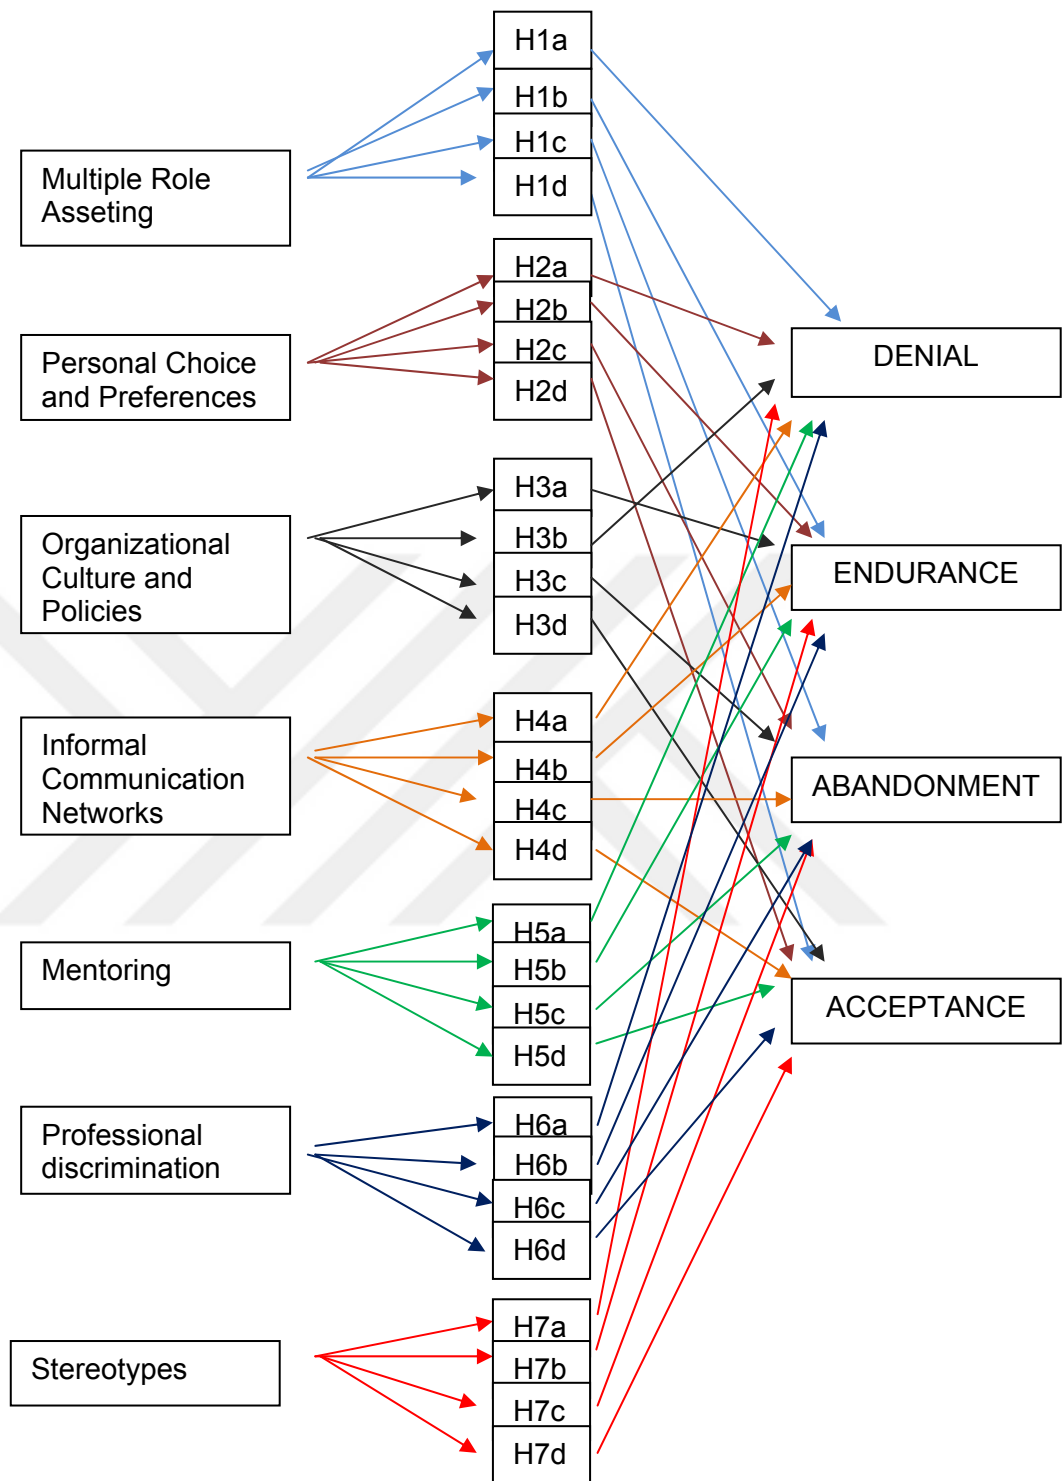 H1a
H1b
H1c
H1d
Multiple Role
Asseting
H2a
H2b
H2c
H2d
Personal Choice
and Preferences
DENIAL
H3a
H3b
H3c
H3d
Organizational
Culture and
Policies
ENDURANCE
H4a
H4b
H4c
H4d
Informal
Communication
Networks
ABANDONMENT
H5a
H5b
H5c
H5d
Mentoring
ACCEPTANCE
H6a
H6b
H6c
H6d
Professional
discrimination
H7a
H7b
H7c
H7d
Stereotypes